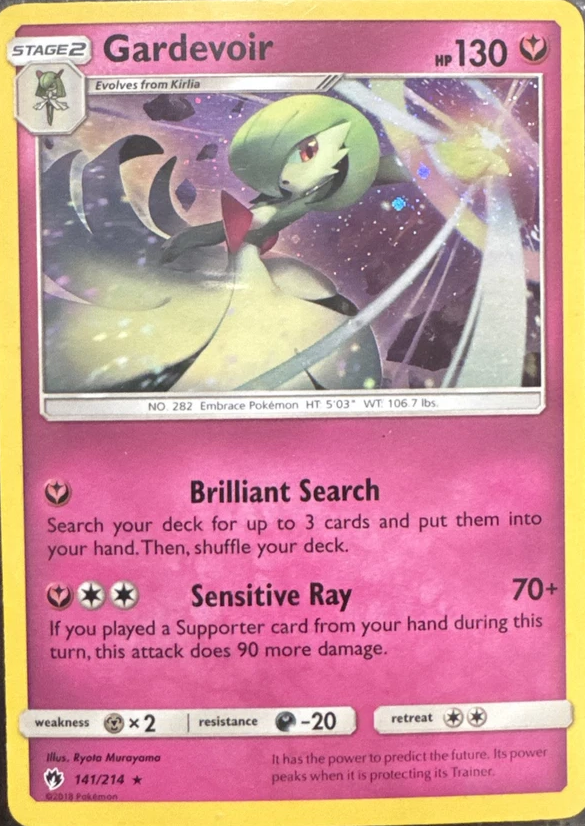 STAGE2 Gardevoir HP 130
Evolves from Kirlia
NO. 282 Embrace Pokémon HT: 5'03" WT: 106.7 lbs.
Brilliant Search
Search your deck for up to 3 cards and put them into
your hand. Then, shuffle your deck.
Sensitive Ray 70+
If you played a Supporter card from your hand during this
turn, this attack does 90 more damage.
weakness ×2 resistance -20 retreat
Illus. Ryota Murayama
141/214 ★
©2018 Pokémon
It has the power to predict the future. Its power
peaks when it is protecting its Trainer.